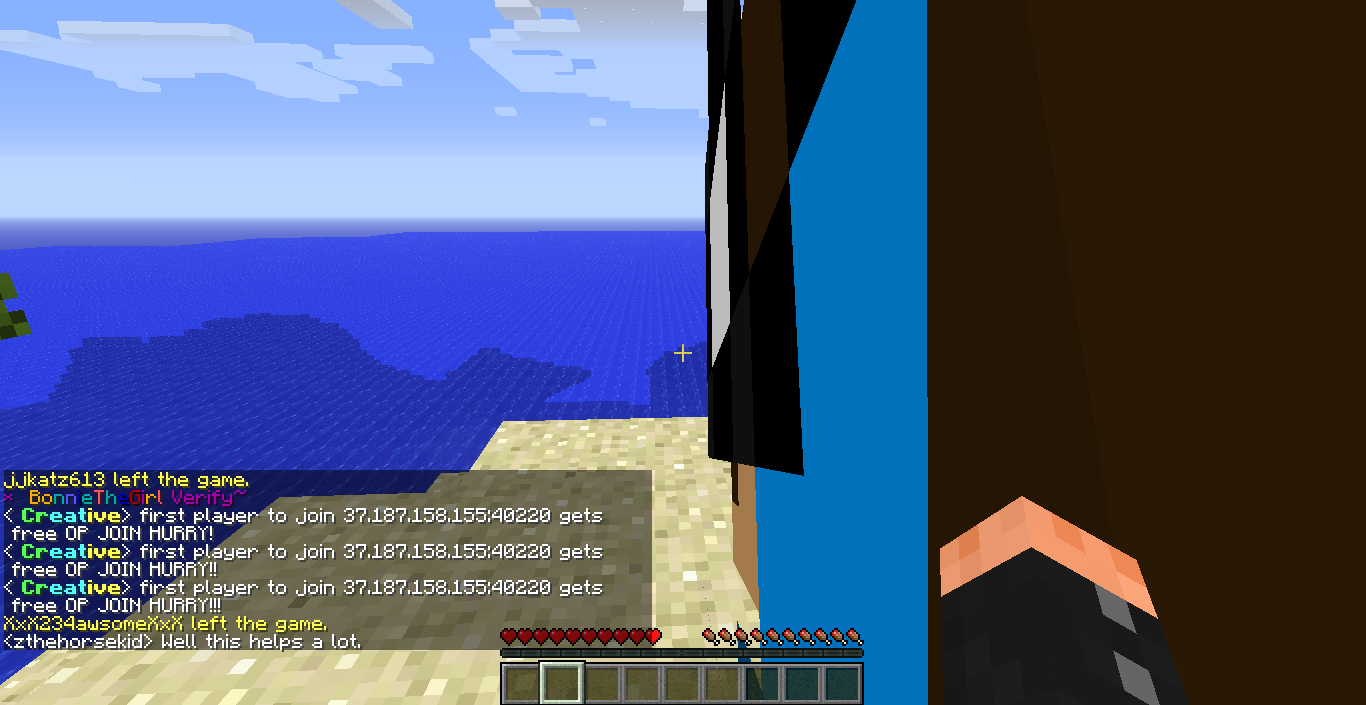 jjkatz613 left the game.
* BonnieTheGirl Verify~
< Creative> first player to join 37.187.158.155:40220 gets
free OP JOIN HURRY!
< Creative> first player to join 37.187.158.155:40220 gets
free OP JOIN HURRY!!
< Creative> first player to join 37.187.158.155:40220 gets
free OP JOIN HURRY!!!
XxX234awsomeXxX left the game.
<zthehorsekid> Well this helps a lot.